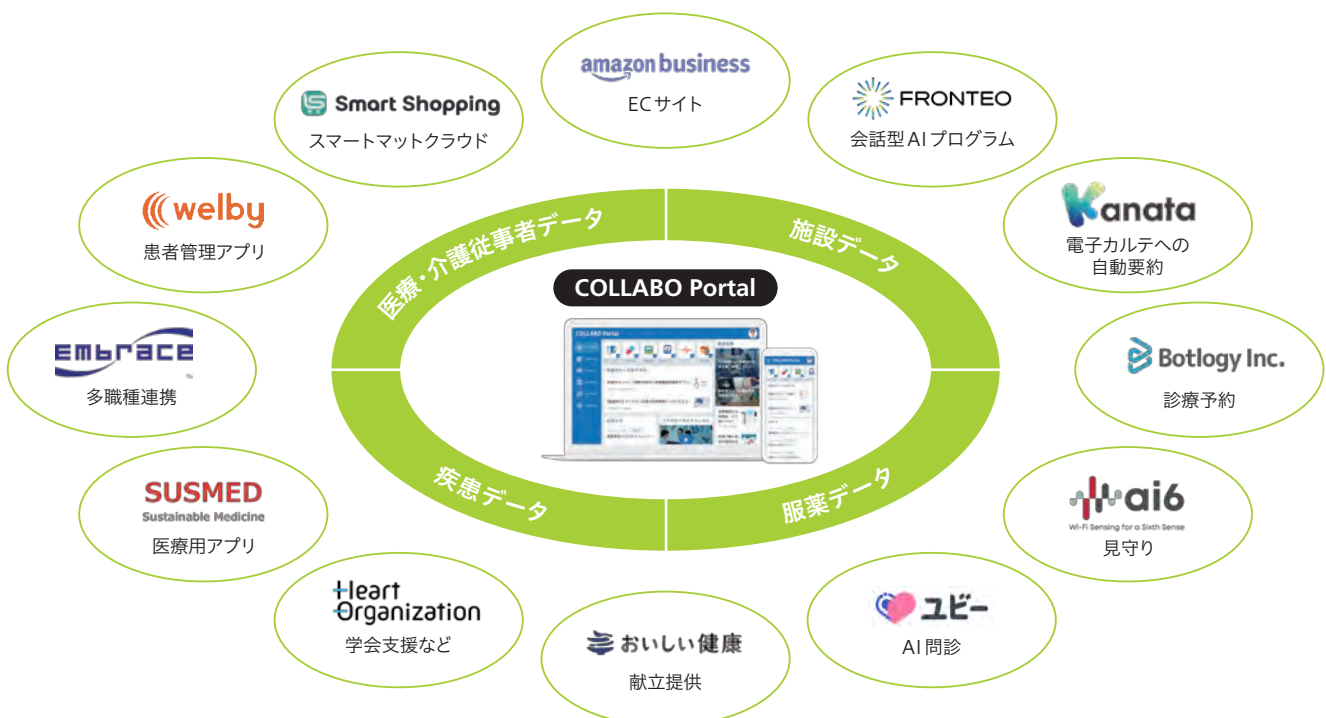 amazon business
ECサイト
Smart Shopping
スマートマットクラウド
FRONTEO
会話型AIプログラム
welby
患者管理アプリ
Kanata
電子カルテへの
自動要約
EMBRACE
TM
多職種連携
Botlogy Inc.
診療予約
SUSMED
Sustainable Medicine
医療用アプリ
ai6
Wi-Fi Sensing for a Sixth Sense
見守り
Heart
Organization
学会支援など
おいしい健康
献立提供
ユビー
AI問診
医療・介護従事者データ
施設データ
疾患データ
服薬データ
COLLABO Portal
COLLABO Portal